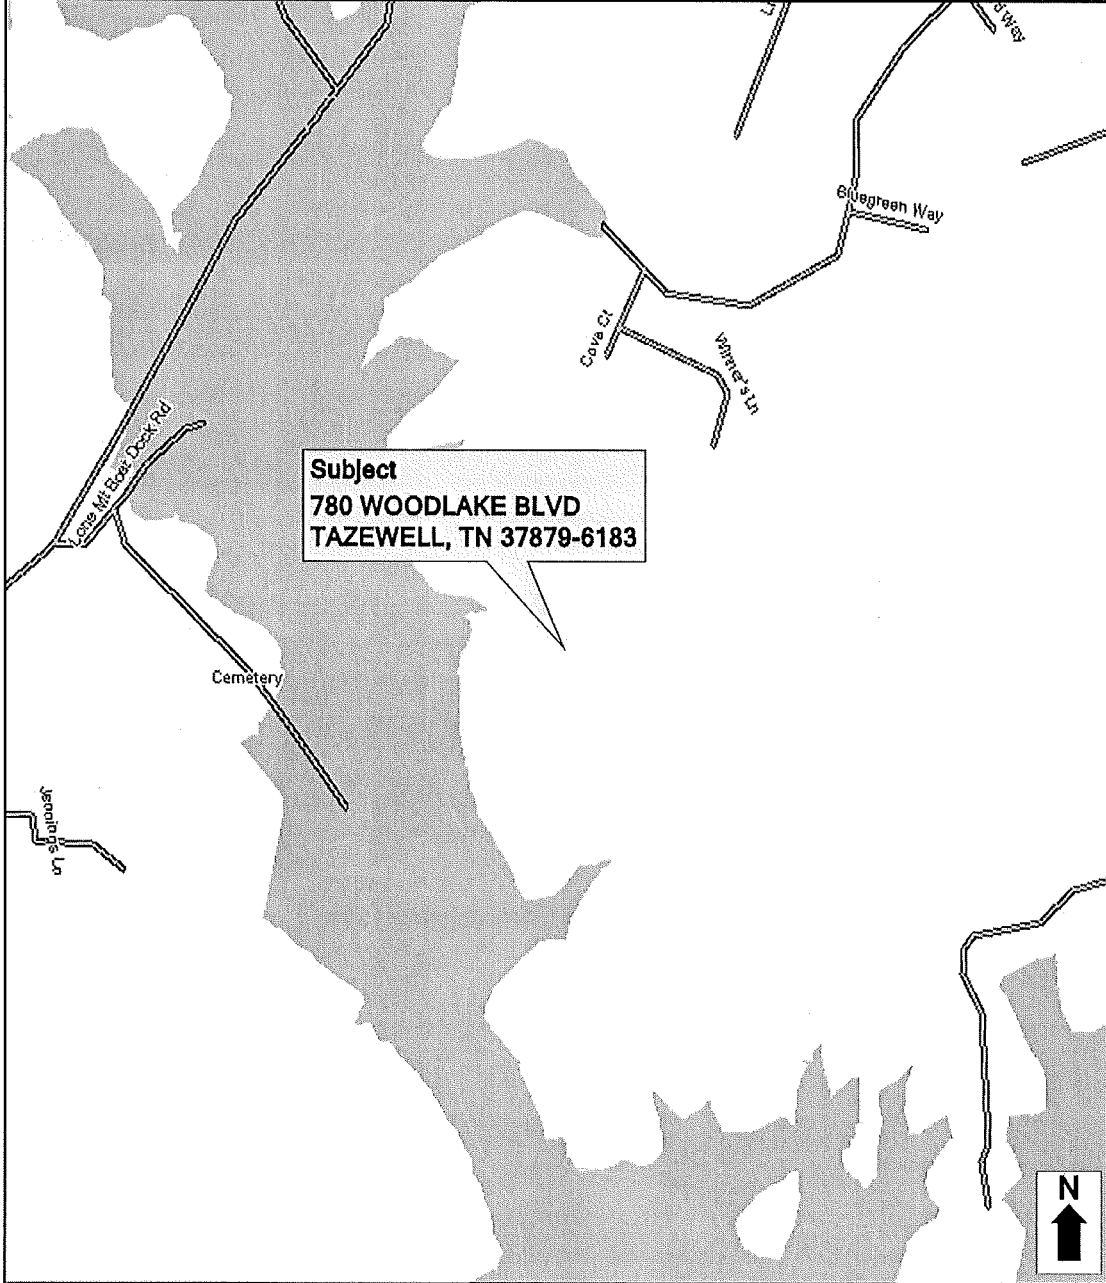 Bluegreen Way
Cove Ct
Winner's Ln
Lone Mt Boat Dock Rd
Subject
780 WOODLAKE BLVD
TAZEWELL, TN 37879-6183
Cemetery
Jennings Ln
N